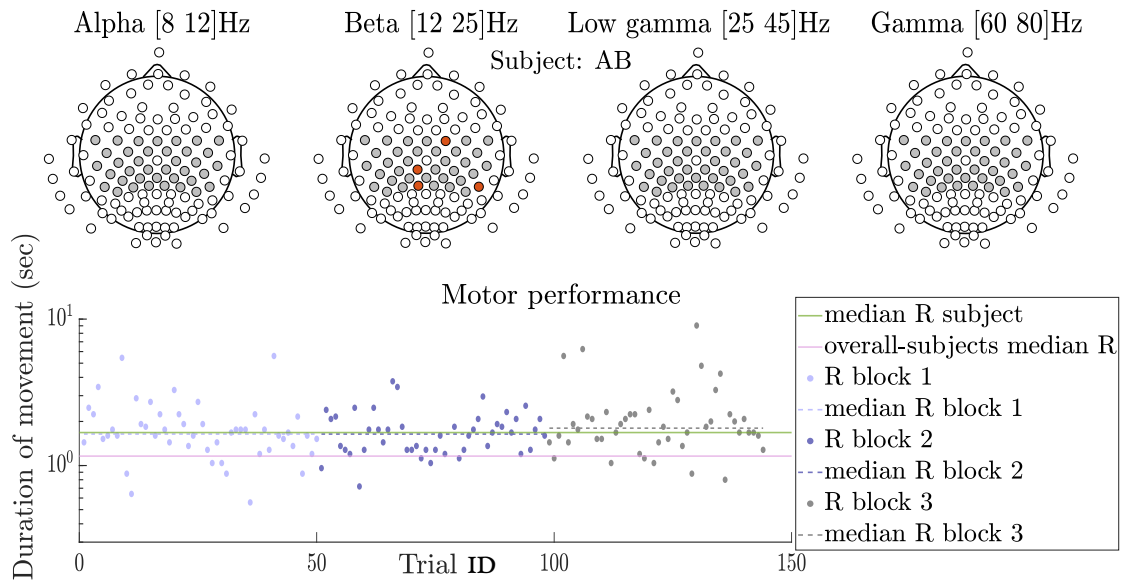 Alpha [8 12]Hz
Beta [12 25]Hz
Low gamma [25 45]Hz
Gamma [60 80]Hz
Subject: AB
Motor performance
Duration of movement (sec)
10^1
10^0
0
50
100
150
Trial ID
median R subject
overall-subjects median R
R block 1
median R block 1
R block 2
median R block 2
R block 3
median R block 3